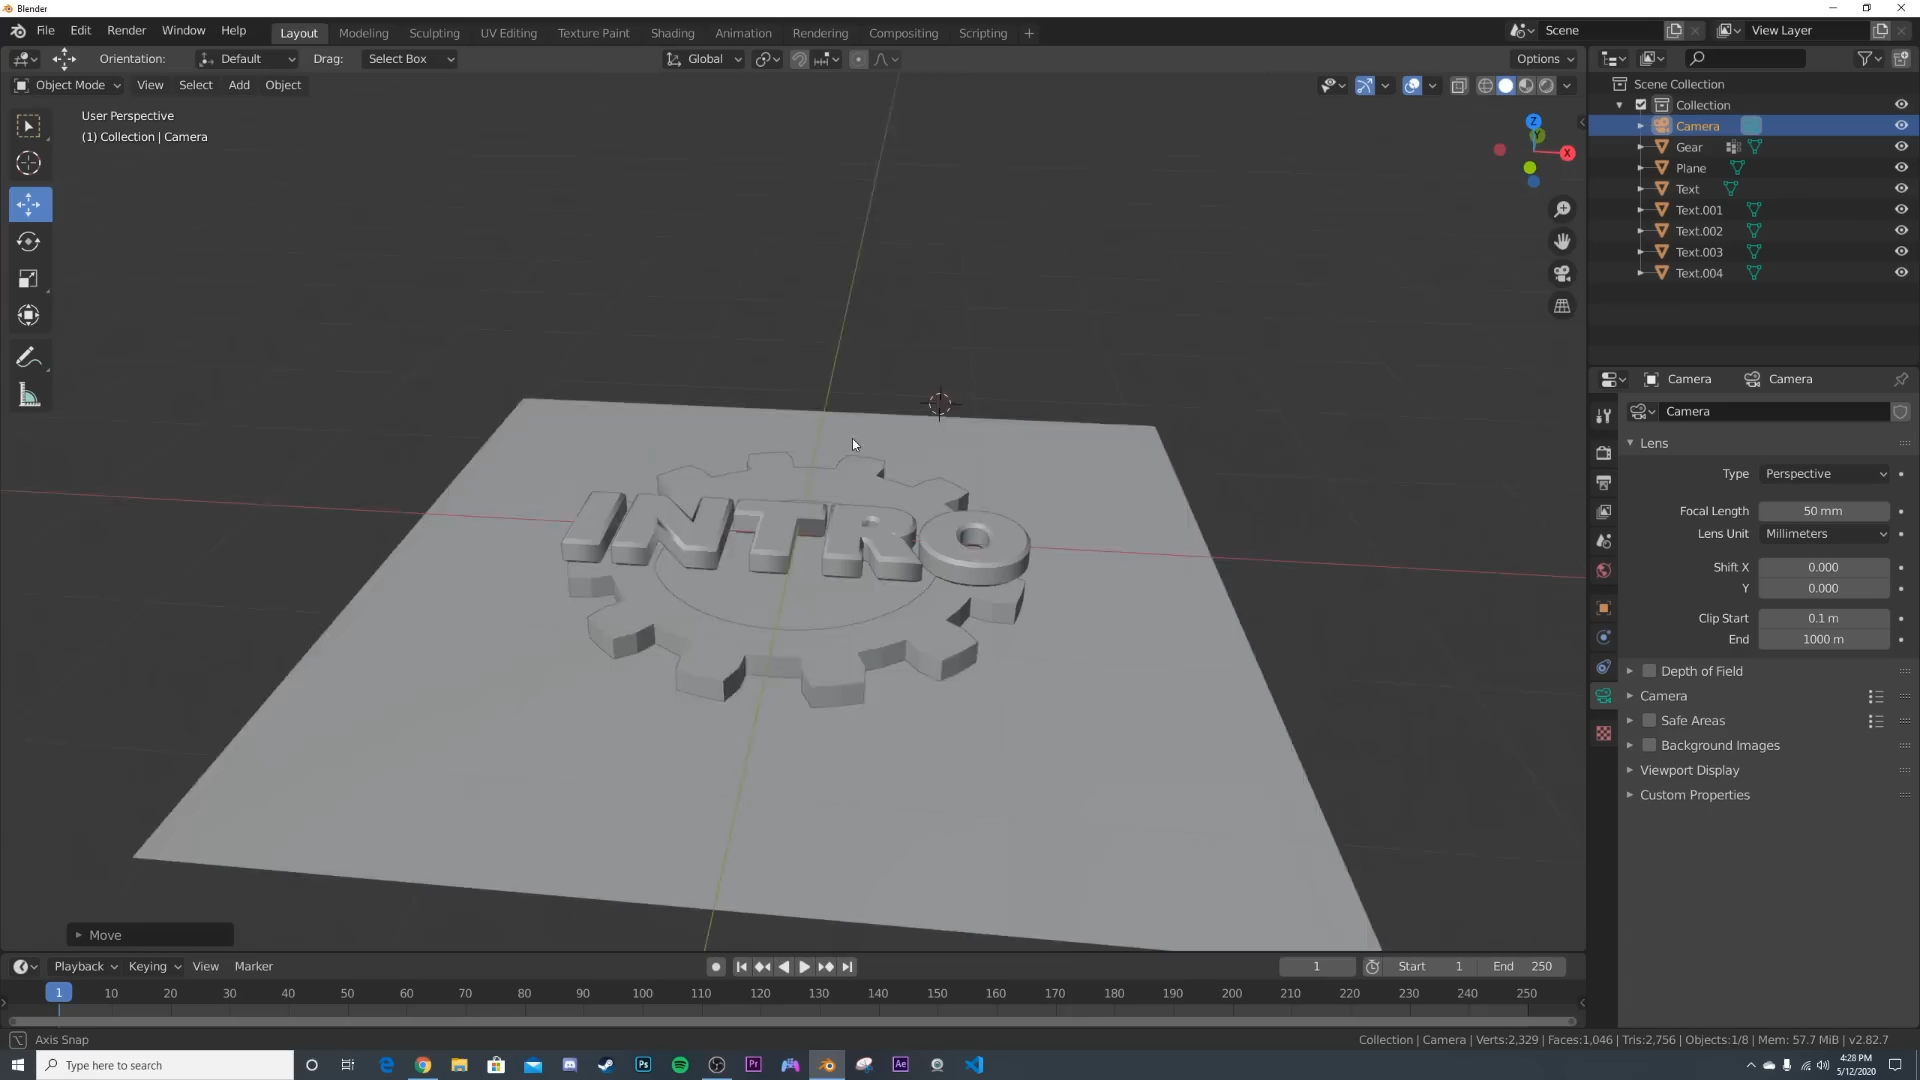 Blender
File Edit Render Window Help Layout Modeling Sculpting UV Editing Texture Paint Shading Animation Rendering Compositing Scripting + Scene View Layer
Orientation: Default Drag: Select Box Global Options
Object Mode View Select Add Object
User Perspective
(1) Collection | Camera
Z
Y
X
INTRO
Move
Scene Collection
Collection
Camera
Gear
Plane
Text
Text.001
Text.002
Text.003
Text.004
Camera Camera
Camera
Lens
Type Perspective
Focal Length 50 mm
Lens Unit Millimeters
Shift X 0.000
Y 0.000
Clip Start 0.1 m
End 1000 m
Depth of Field
Camera
Safe Areas
Background Images
Viewport Display
Custom Properties
Playback Keying View Marker 1 Start 1 End 250
1 10 20 30 40 50 60 70 80 90 100 110 120 130 140 150 160 170 180 190 200 210 220 230 240 250
Axis Snap Collection | Camera | Verts:2,329 | Faces:1,046 | Tris:2,756 | Objects:1/8 | Mem: 57.7 MiB | v2.82.7
Type here to search Ps Pr Ae
4:28 PM
5/12/2020